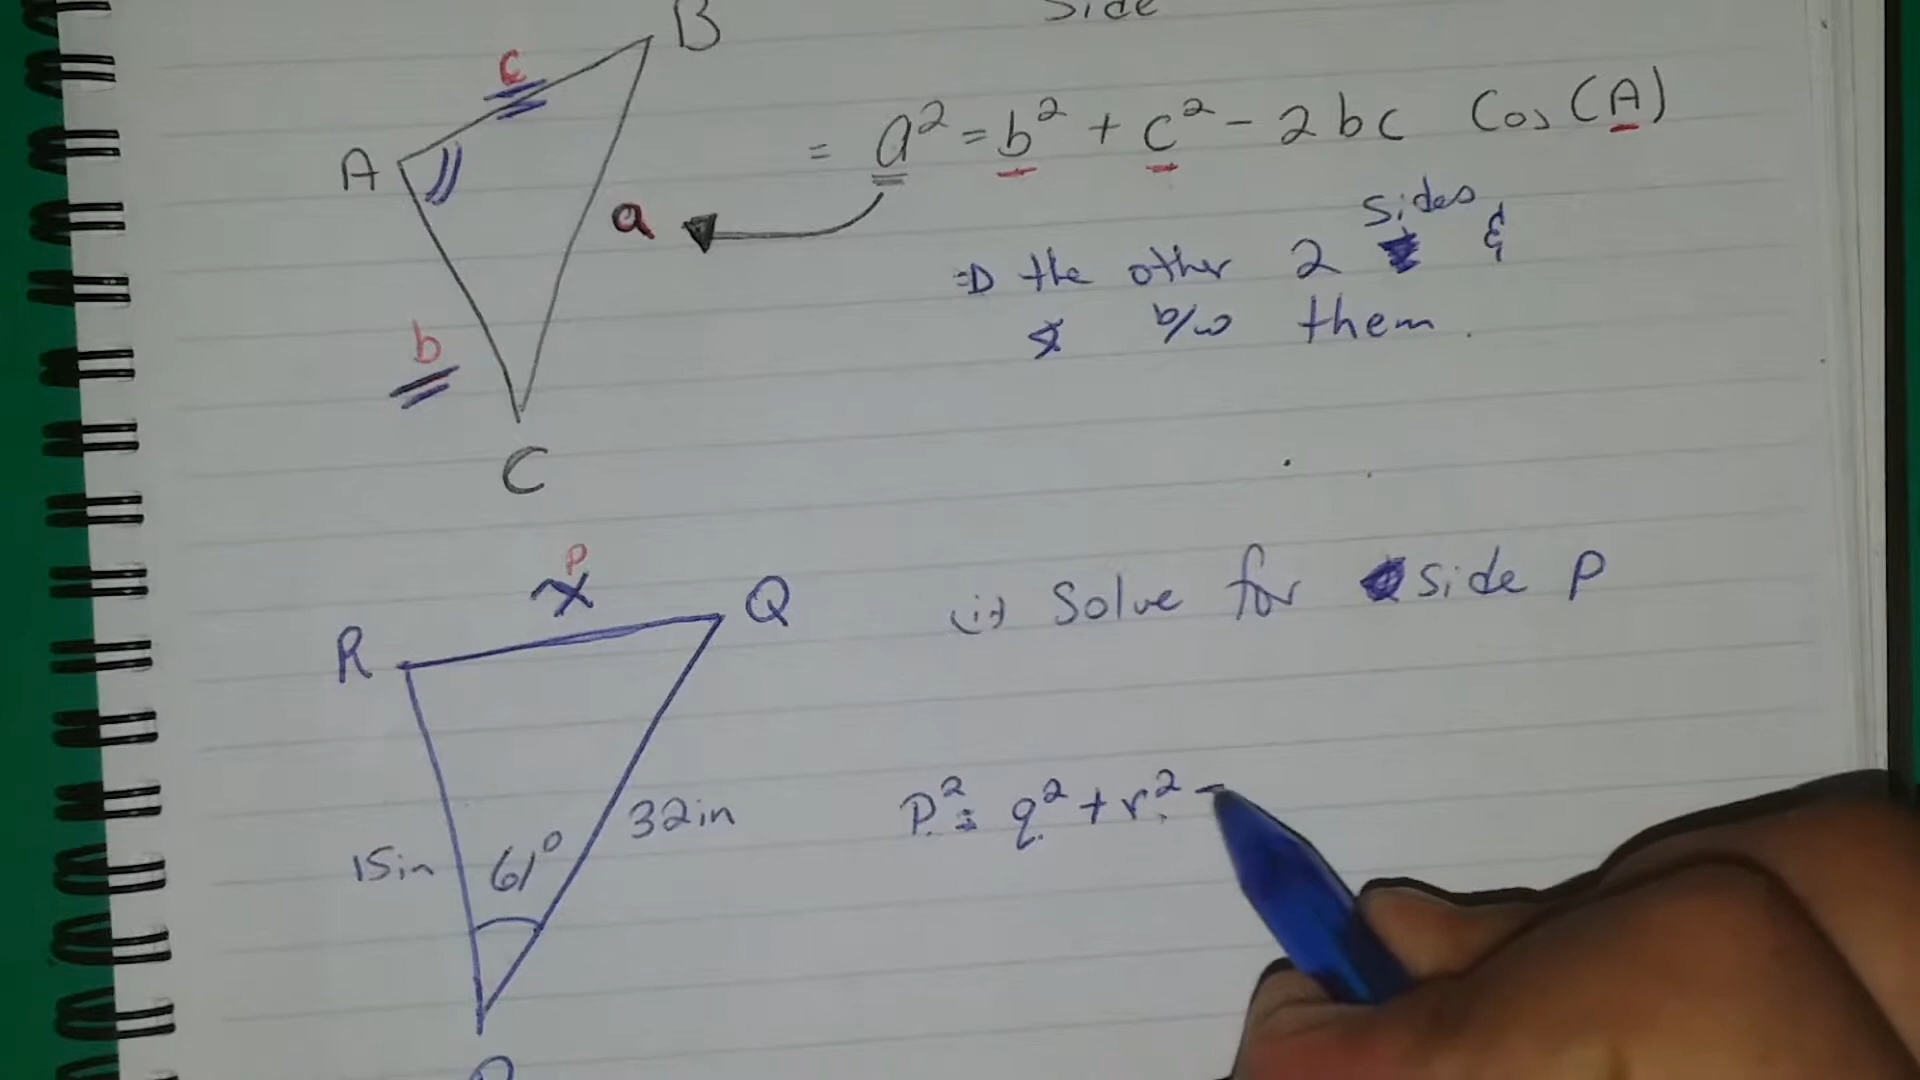 Side
B
c
A
a² = b² + c² - 2bc Cos(A)
=
a
Sides
=D the other 2 &
b/w them.
b
C
p
x
Q
R
(i) Solve for side P
P² = q² + r² -
32in
15in
61°